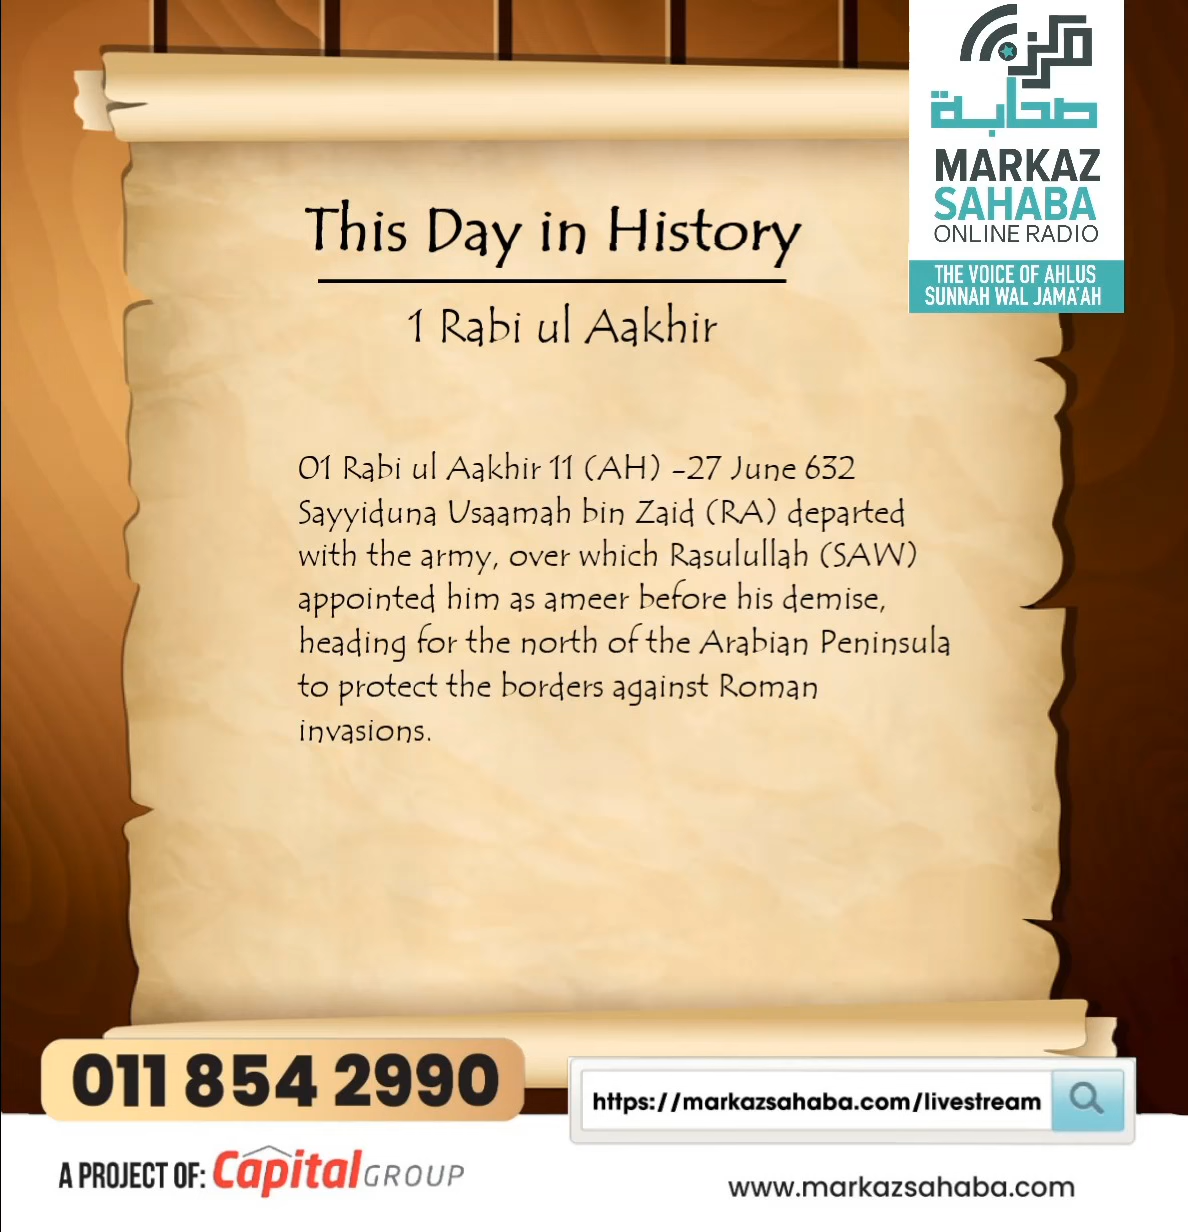 مركز
صحابة
MARKAZ
SAHABA
ONLINE RADIO
THE VOICE OF AHLUS
SUNNAH WAL JAMA'AH
This Day in History
1 Rabi ul Aakhir
01 Rabi ul Aakhir 11 (AH) -27 June 632
Sayyiduna Usaamah bin Zaid (RA) departed
with the army, over which Rasulullah (SAW)
appointed him as ameer before his demise,
heading for the north of the Arabian Peninsula
to protect the borders against Roman
invasions.
011 854 2990
https://markazsahaba.com/livestream
A PROJECT OF: Capital GROUP
www.markazsahaba.com